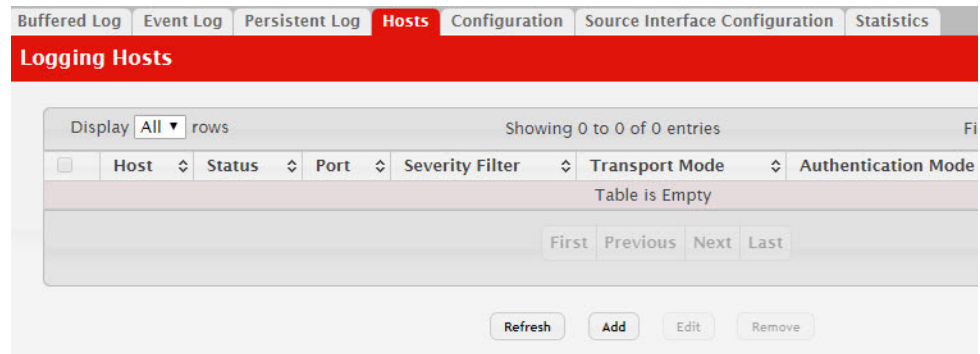 Buffered Log Event Log Persistent Log Hosts Configuration Source Interface Configuration Statistics
Logging Hosts
Display All rows Showing 0 to 0 of 0 entries
Host Status Port Severity Filter Transport Mode Authentication Mode
Table is Empty
First Previous Next Last
Refresh Add Edit Remove